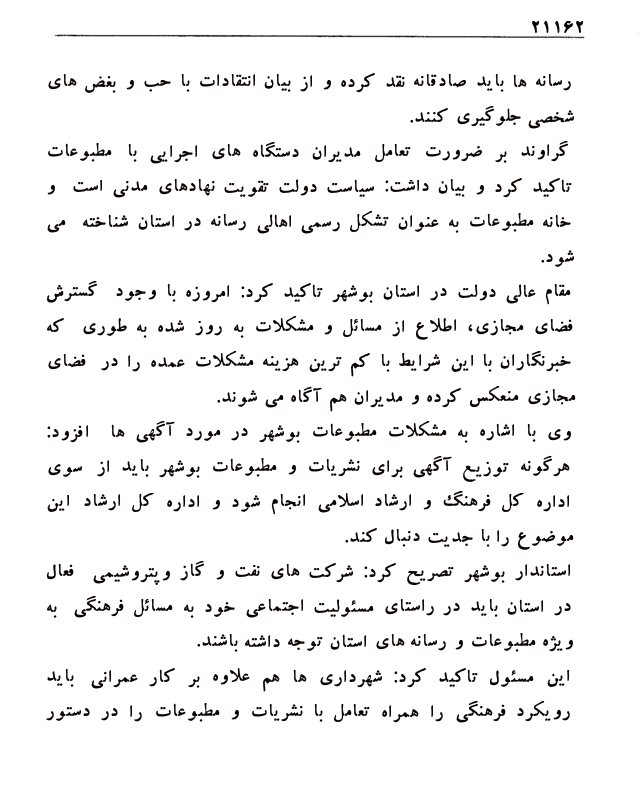 ۲۱۱۶۲
رسانه ها باید صادقانه نقد کرده و از بیان انتقادات با حب و بغض های
شخصی جلوگیری کنند.
گراوند بر ضرورت تعامل مدیران دستگاه های اجرایی با مطبوعات
تاکید کرد و بیان داشت: سیاست دولت تقویت نهادهای مدنی است و
خانه مطبوعات به عنوان تشکل رسمی اهالی رسانه در استان شناخته می
شود.
مقام عالی دولت در استان بوشهر تاکید کرد: امروزه با وجود گسترش
فضای مجازی، اطلاع از مسائل و مشکلات به روز شده به طوری که
خبرنگاران با این شرایط با کم ترین هزینه مشکلات عمده را در فضای
مجازی منعکس کرده و مدیران هم آگاه می شوند.
وی با اشاره به مشکلات مطبوعات بوشهر در مورد آگهی ها افزود:
هرگونه توزیع آگهی برای نشریات و مطبوعات بوشهر باید از سوی
اداره کل فرهنگ و ارشاد اسلامی انجام شود و اداره کل ارشاد این
موضوع را با جدیت دنبال کند.
استاندار بوشهر تصریح کرد: شرکت های نفت و گاز و پتروشیمی فعال
در استان باید در راستای مسئولیت اجتماعی خود به مسائل فرهنگی به
ویژه مطبوعات و رسانه های استان توجه داشته باشند.
این مسئول تاکید کرد: شهرداری ها هم علاوه بر کار عمرانی باید
رویکرد فرهنگی را همراه تعامل با نشریات و مطبوعات را در دستور